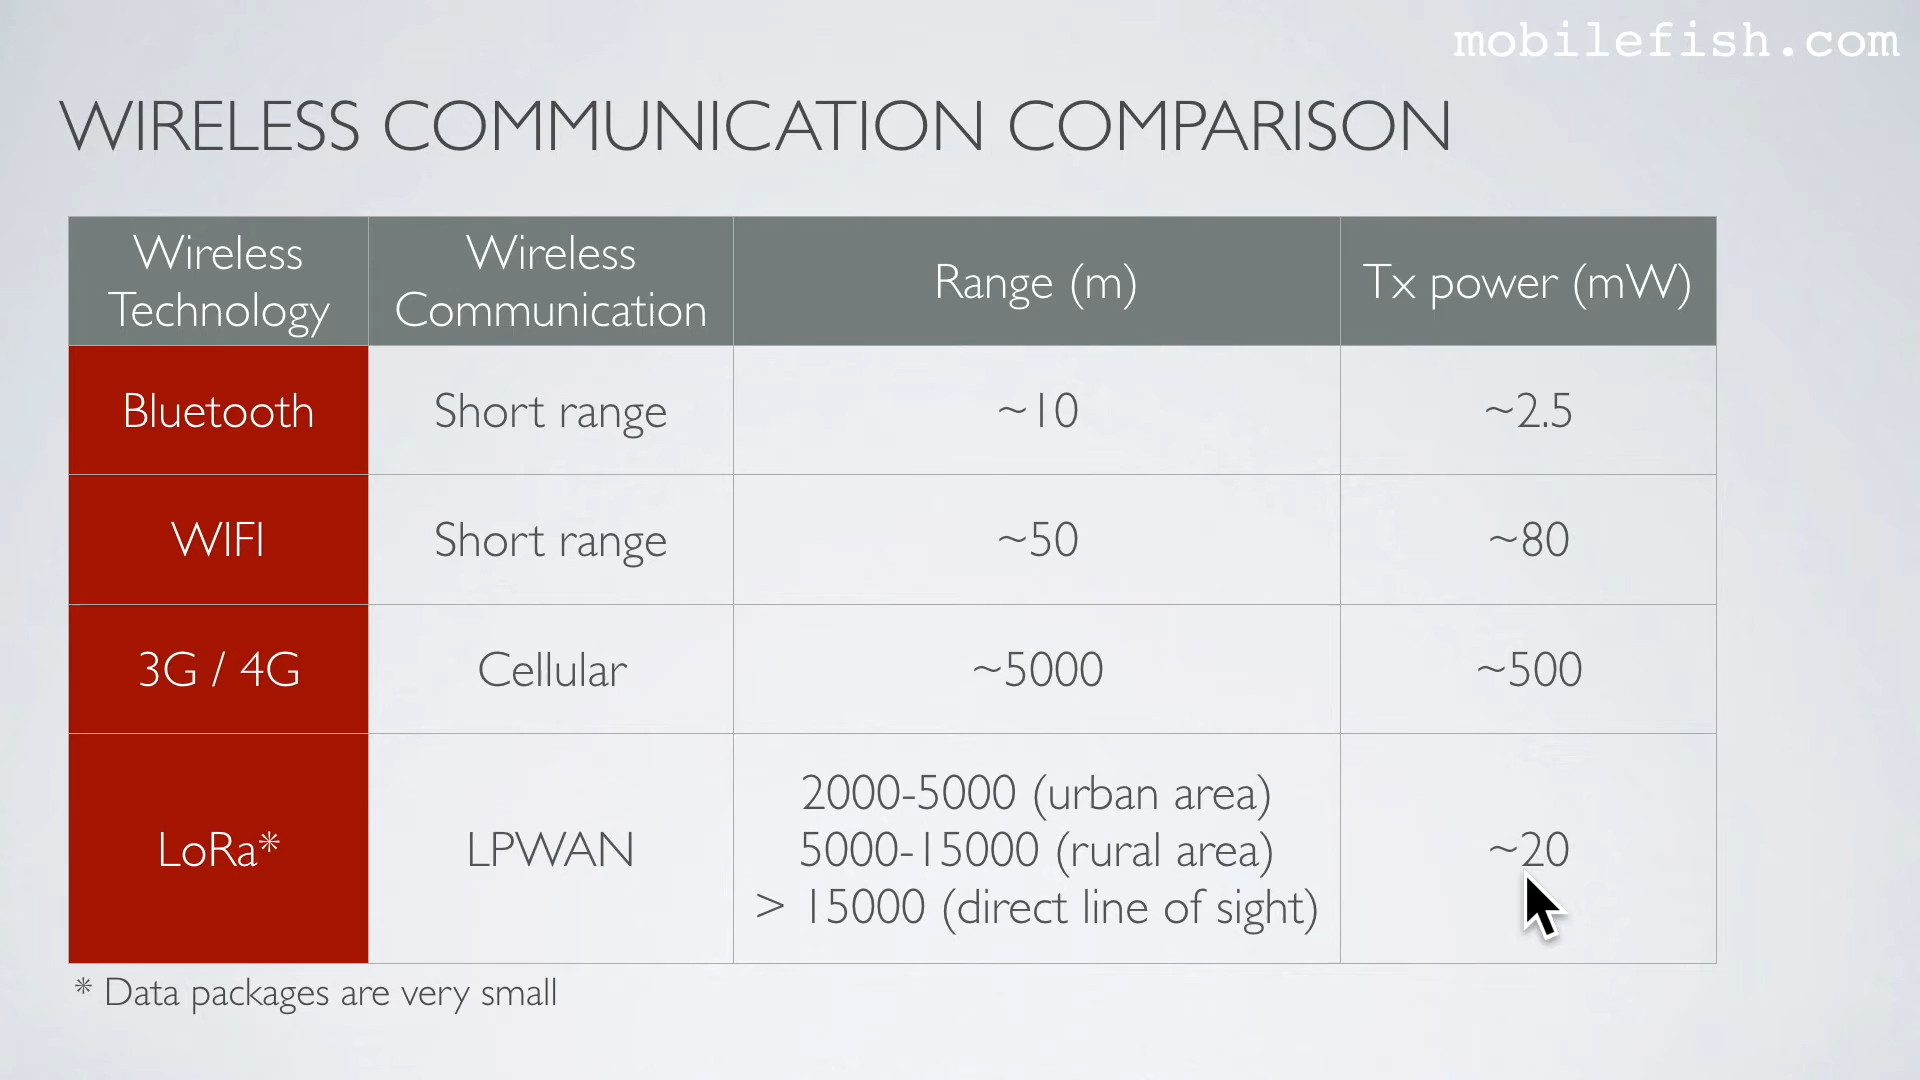 mobilefish.com
WIRELESS COMMUNICATION COMPARISON
Wireless Technology
Wireless Communication
Range (m)
Tx power (mW)
Bluetooth
Short range
~10
~2.5
WIFI
Short range
~50
~80
3G / 4G
Cellular
~5000
~500
LoRa*
LPWAN
2000-5000 (urban area)
5000-15000 (rural area)
> 15000 (direct line of sight)
~20
* Data packages are very small